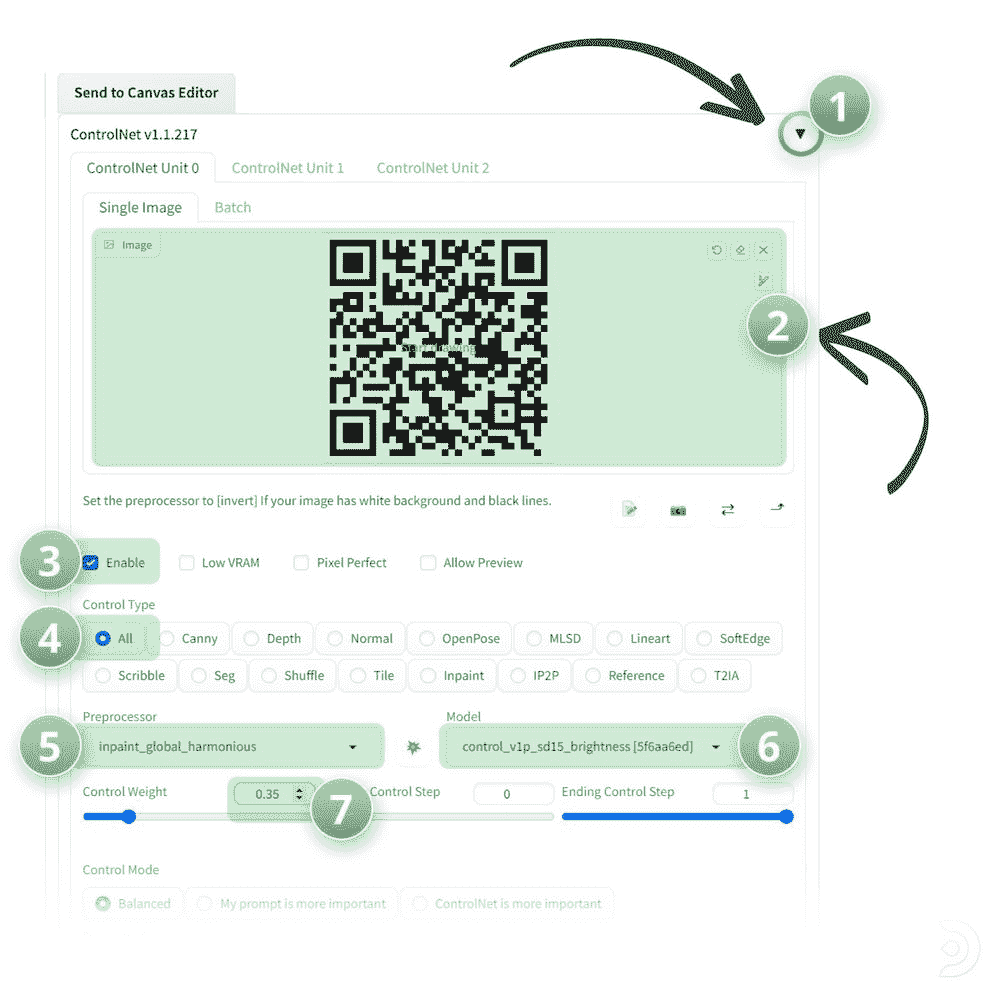 Send to Canvas Editor
1
ControlNet v1.1.217
ControlNet Unit 0 ControlNet Unit 1 ControlNet Unit 2
Single Image Batch
Image
2
Start drawing
Set the preprocessor to [invert] If your image has white background and black lines.
3 Enable Low VRAM Pixel Perfect Allow Preview
Control Type
4 All Canny Depth Normal OpenPose MLSD Lineart SoftEdge
Scribble Seg Shuffle Tile Inpaint IP2P Reference T2IA
Preprocessor Model
5 inpaint_global_harmonious control_v1p_sd15_brightness [5f6aa6ed] 6
Control Weight 0.35 7 Control Step 0 Ending Control Step 1
Control Mode
Balanced My prompt is more important ControlNet is more important